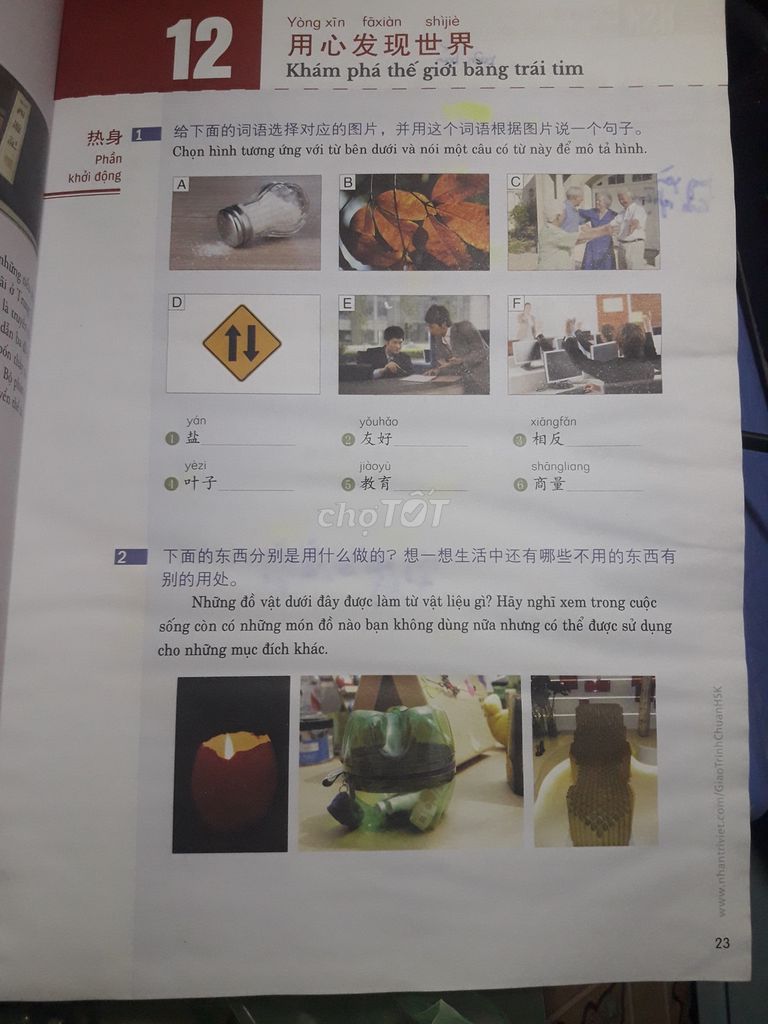 12
Yòng xīn fāxiàn shìjiè
用心发现世界
Khám phá thế giới bằng trái tim
热身
Phần
khởi động
1
给下面的词语选择对应的图片，并用这个词语根据图片说一个句子。
Chọn hình tương ứng với từ bên dưới và nói một câu có từ này để mô tả hình.
A
B
C
D
E
F
yán yǒuhǎo xiāngfǎn
1 盐 2 友好 3 相反
yèzi jiàoyù shāngliang
4 叶子 5 教育 6 商量
chợTỐT
2
下面的东西分别是用什么做的？想一想生活中还有哪些不用的东西有
别的用处。
Những đồ vật dưới đây được làm từ vật liệu gì? Hãy nghĩ xem trong cuộc
sống còn có những món đồ nào bạn không dùng nữa nhưng có thể được sử dụng
cho những mục đích khác.
www.nhantriviet.com/GiaoTrinhChuanHSK
23